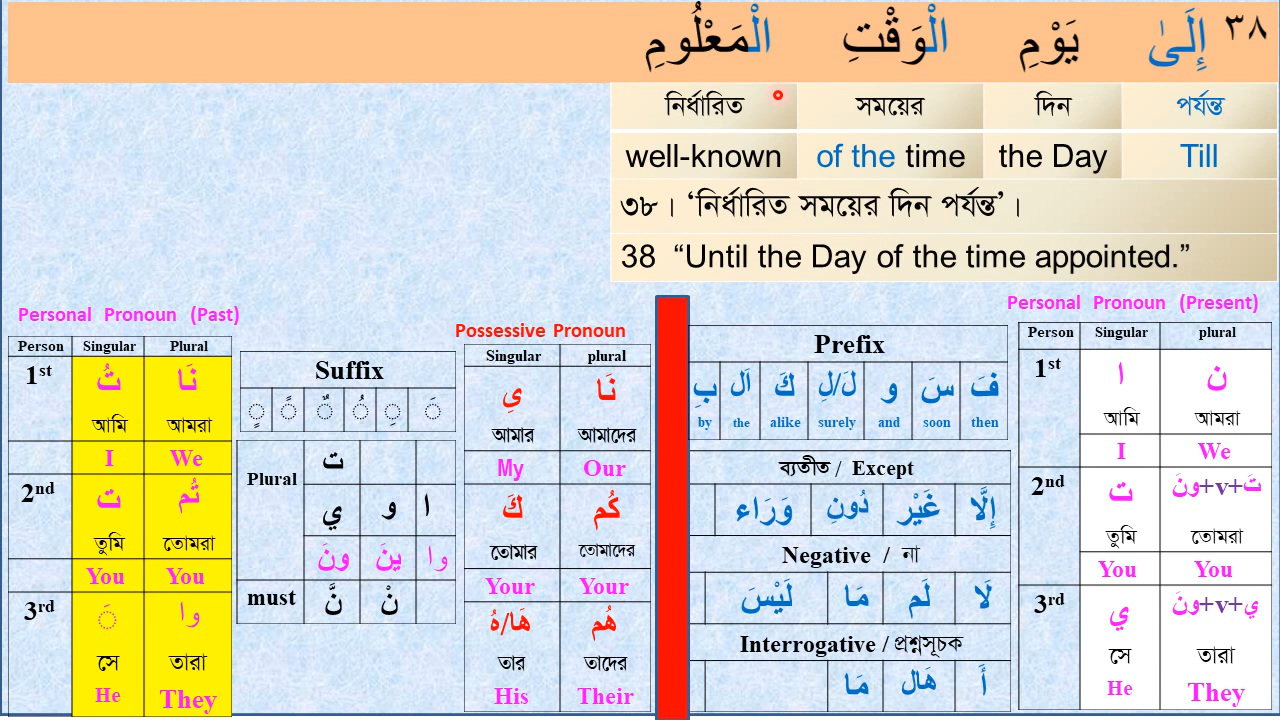 ٣٨ إِلَىٰ يَوْمِ الْوَقْتِ الْمَعْلُومِ
নির্ধারিত সময়ের দিন পর্যন্ত
well-known of the time the Day Till
৩৮। ‘নির্ধারিত সময়ের দিন পর্যন্ত’।
38 “Until the Day of the time appointed.”
Personal Pronoun (Past)
Person Singular Plural
1st تُ نَا
আমি আমরা
I We
2nd ت تُم
তুমি তোমরা
You You
3rd َ وا
সে তারা
He They
Suffix
ٍ ً ٌ ُ ِ َ
Plural ت
ي و ا
ونَ ينَ وا
must نَّ نْ
Possessive Pronoun
Singular plural
يِ نَا
আমার আমাদের
My Our
كَ كُم
তোমার তোমাদের
Your Your
هَا/هُ هُم
তার তাদের
His Their
Prefix
بِ اَل كَ لَ/لِ و سَ فَ
by the alike surely and soon then
ব্যতীত / Except
وَرَاء دُونِ غَيْر إِلَّا
Negative / না
لَيْسَ مَا لَم لَا
Interrogative / প্রশ্নসূচক
مَا هَال أَ
Personal Pronoun (Present)
Person Singular plural
1st ا ن
আমি আমরা
I We
2nd ت تَ+v+ونَ
তুমি তোমরা
You You
3rd ي ي+v+ونَ
সে তারা
He They